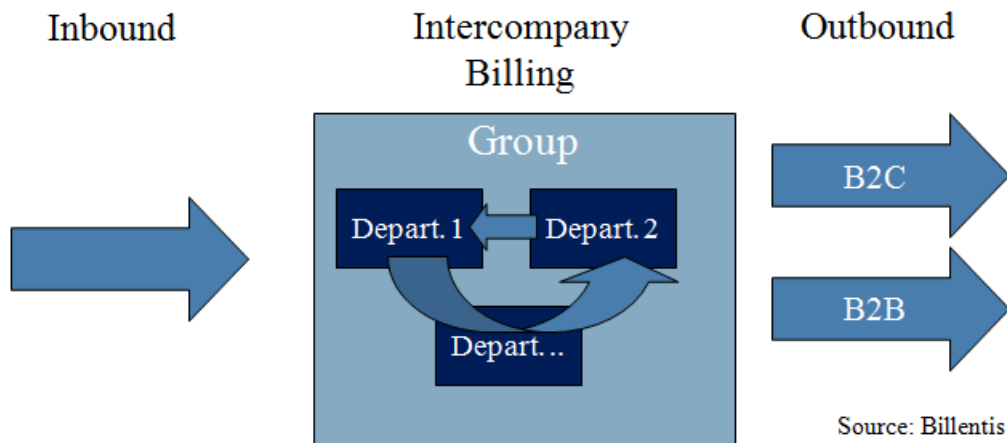 Inbound
Intercompany
Billing
Outbound
Group
Depart. 1
Depart. 2
Depart. ..
B2C
B2B
Source: Billentis